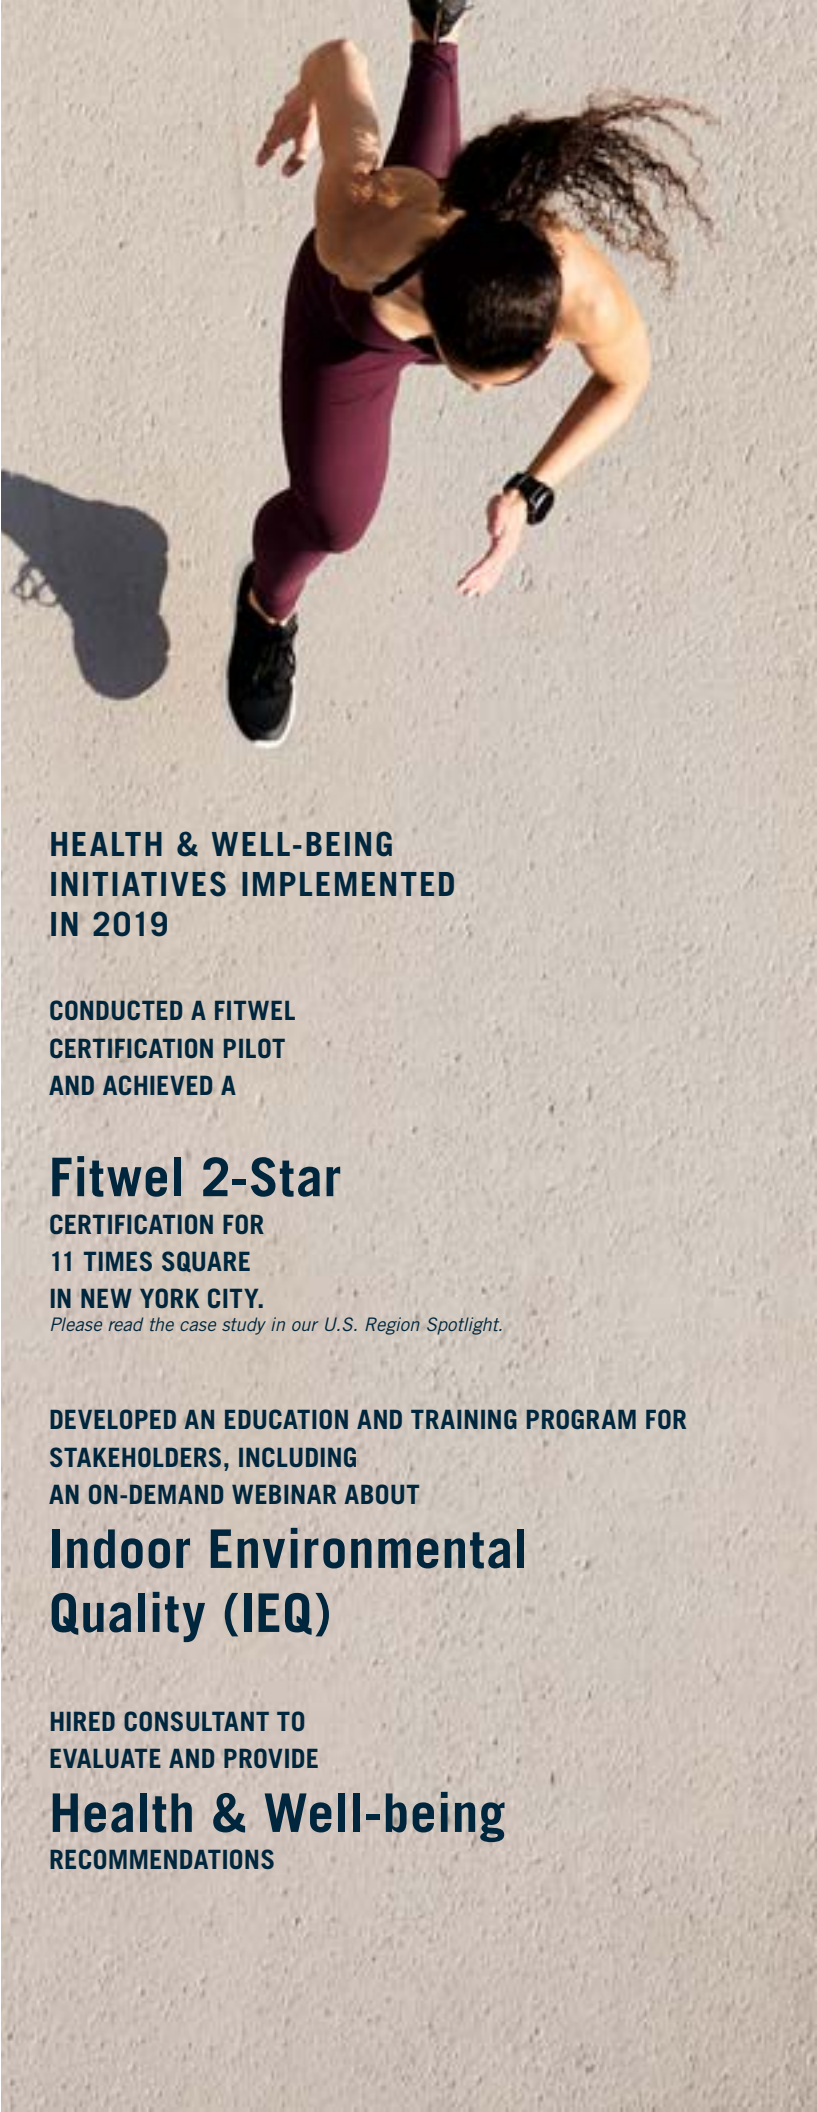 HEALTH & WELL-BEING
INITIATIVES IMPLEMENTED
IN 2019
CONDUCTED A FITWEL
CERTIFICATION PILOT
AND ACHIEVED A
Fitwel 2-Star
CERTIFICATION FOR
11 TIMES SQUARE
IN NEW YORK CITY.
Please read the case study in our U.S. Region Spotlight.
DEVELOPED AN EDUCATION AND TRAINING PROGRAM FOR
STAKEHOLDERS, INCLUDING
AN ON-DEMAND WEBINAR ABOUT
Indoor Environmental
Quality (IEQ)
HIRED CONSULTANT TO
EVALUATE AND PROVIDE
Health & Well-being
RECOMMENDATIONS